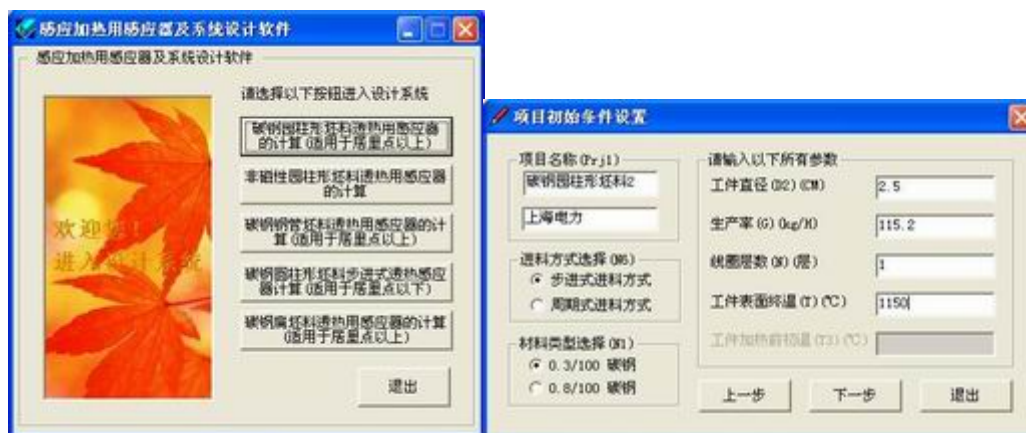 感应加热用感应器及系统设计软件
感应加热用感应器及系统设计软件
请选择以下按钮进入设计系统
碳钢园柱形坯料透热用感应器
的计算(适用于居里点以上)
非磁性园柱形坯料透热用感应器
的计算
碳钢钢管坯料透热用感应器的计
算(适用于居里点以上)
碳钢圆柱形坯料步进式透热感应
器计算(适用于居里点以下)
碳钢扁坯料透热用感应器的计算
(适用于居里点以上)
退出
欢迎
进入设计系统
项目初始条件设置
项目名称(Prj1)
碳钢园柱形坯料2
上海电力
进料方式选择(M6)
步进式进料方式
周期式进料方式
材料类型选择(M1)
0.3/100 碳钢
0.8/100 碳钢
请输入以下所有参数
工件直径(D2)(CM)
2.5
生产率(G)(kg/H)
115.2
线圈层数(N)(层)
1
工件表面终温(T)(℃)
1150
工件加热前初温(T3)(℃)
上一步
下一步
退出